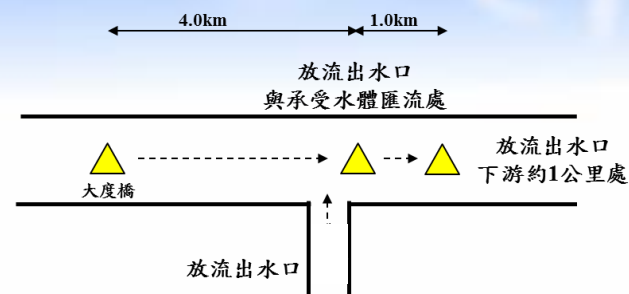 4.0km
1.0km
放流出水口
與承受水體匯流處
放流出水口
下游約1公里處
大度橋
放流出水口